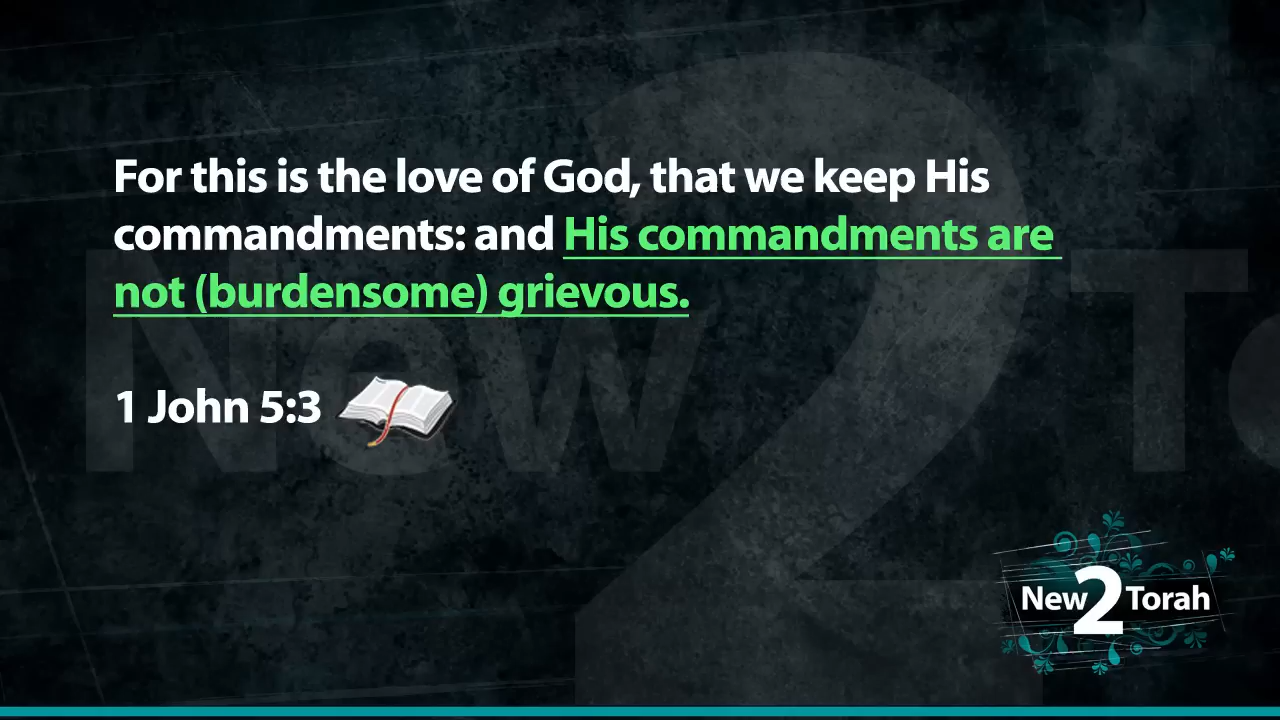 For this is the love of God, that we keep His
commandments: and His commandments are
not (burdensome) grievous.
1 John 5:3
New2Torah